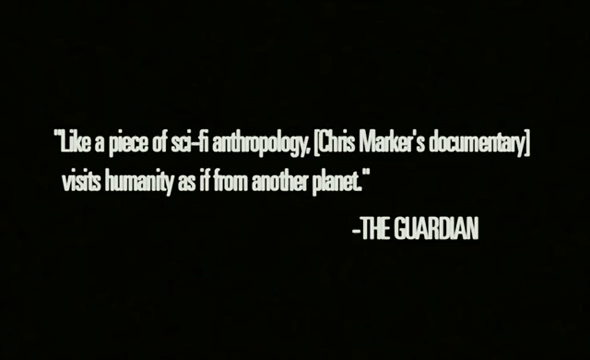 "Like a piece of sci-fi anthropology, [Chris Marker's documentary]
visits humanity as if from another planet."
-THE GUARDIAN